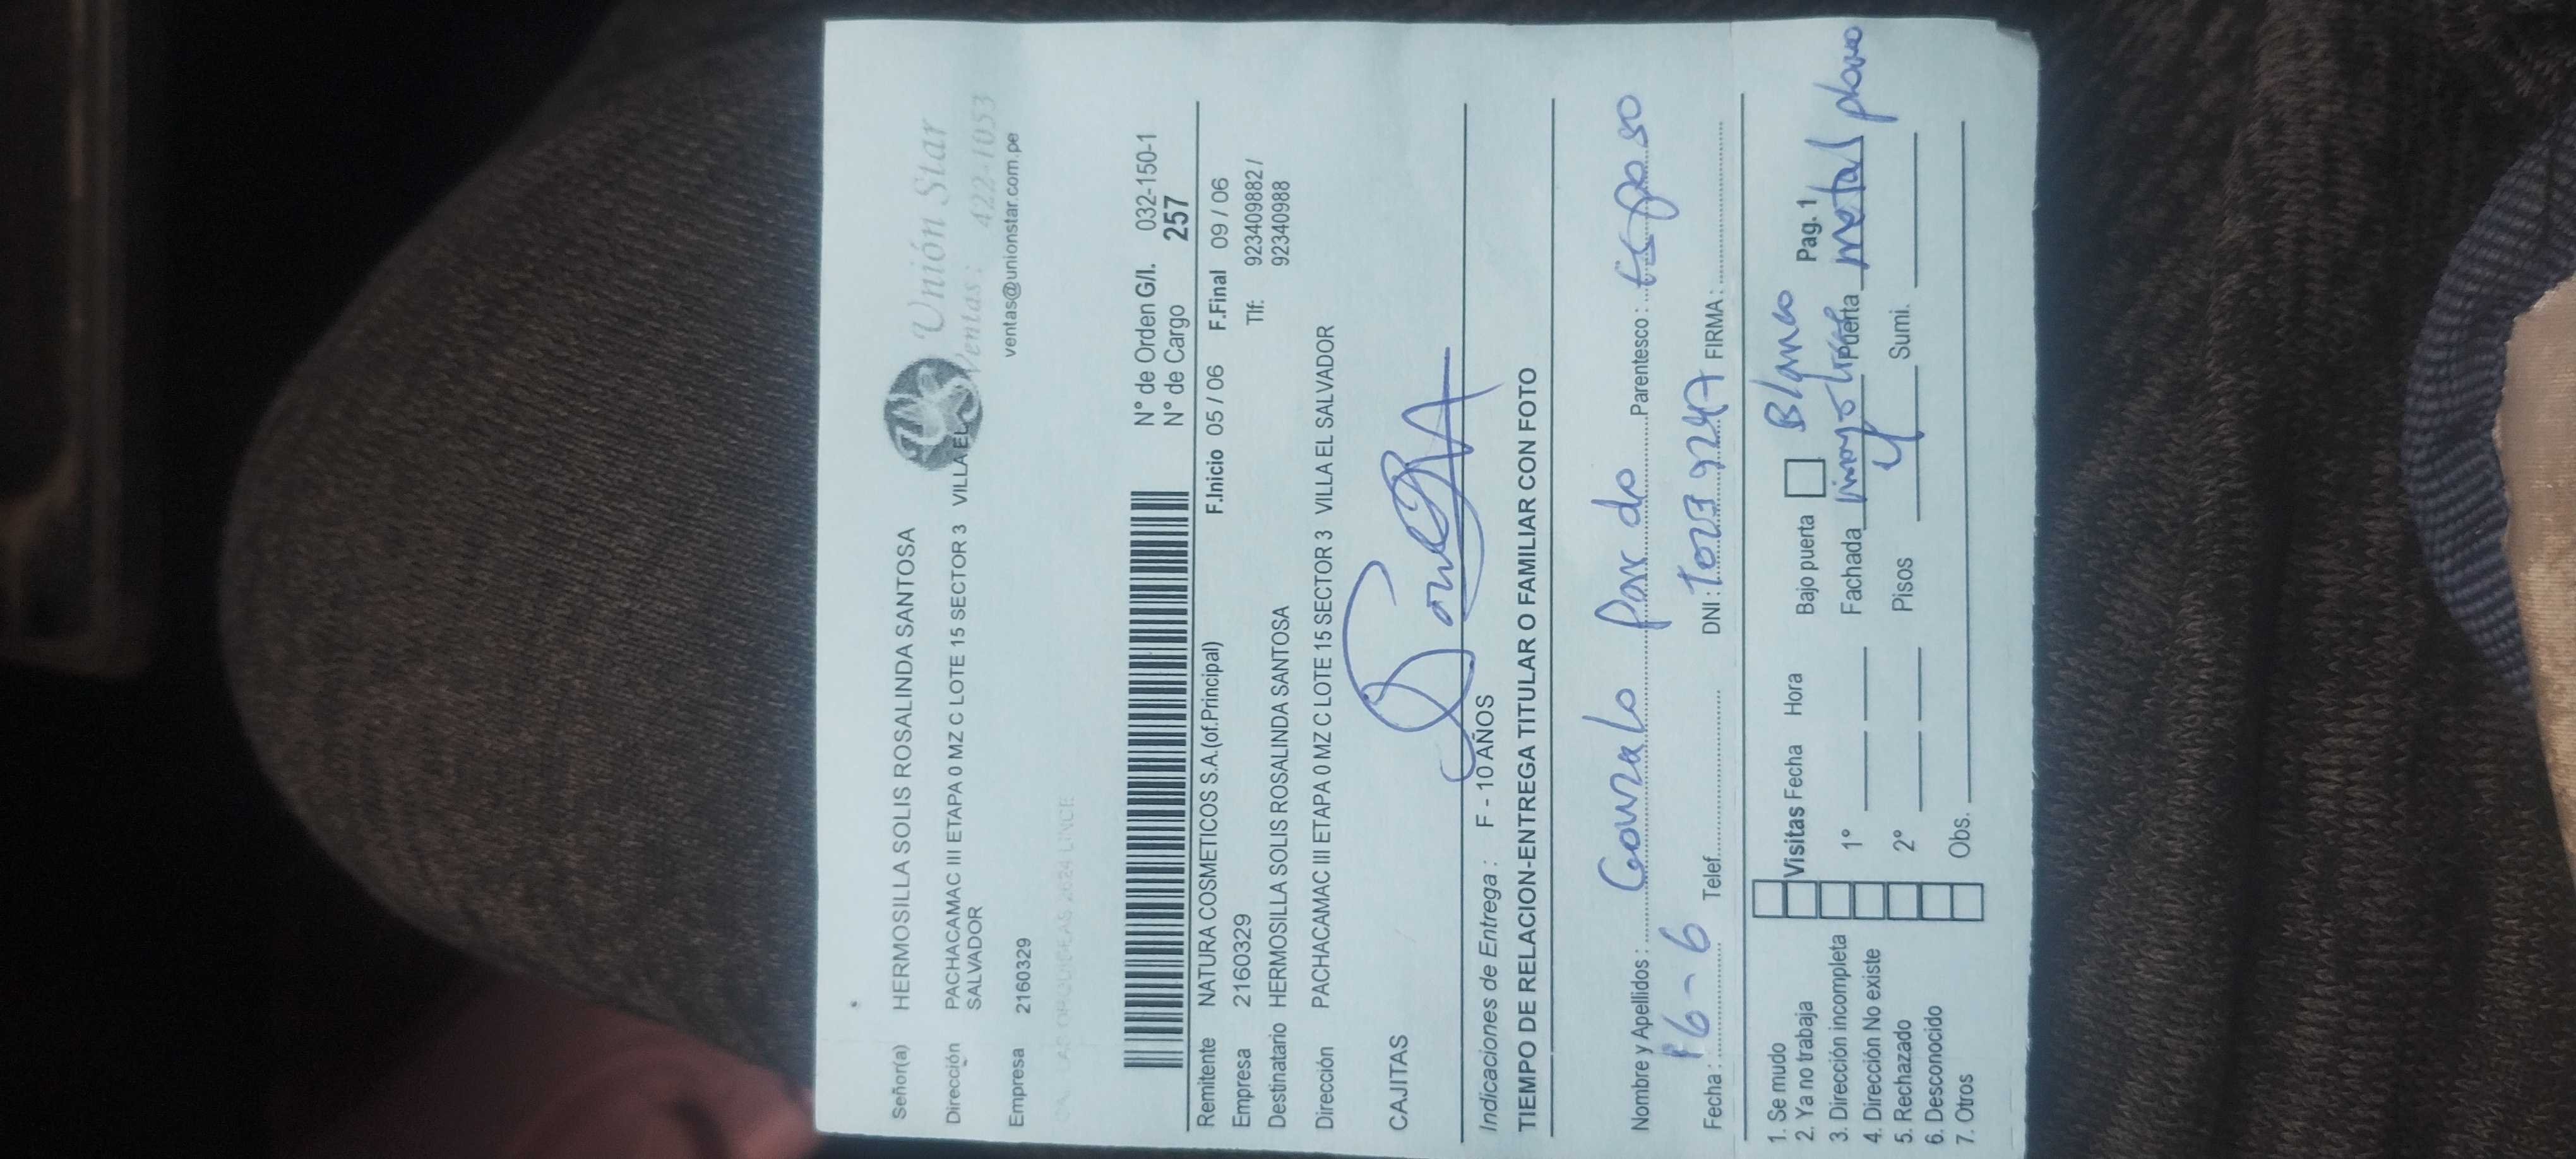 Señor(a) HERMOSILLA SOLIS ROSALINDA SANTOSA
Unión Star
Dirección PACHACAMAC III ETAPA 0 MZ C LOTE 15 SECTOR 3 VILLA EL
SALVADOR
Ventas: 422-1053
Empresa 2160329
ventas@unionstar.com.pe
N° de Orden G/I. 032-150-1
N° de Cargo 257
Remitente NATURA COSMETICOS S.A.(of.Principal) F.Inicio 05 / 06 F.Final 09 / 06
Empresa 2160329 Tlf: 923409882 /
Destinatario HERMOSILLA SOLIS ROSALINDA SANTOSA 92340988
Dirección PACHACAMAC III ETAPA 0 MZ C LOTE 15 SECTOR 3 VILLA EL SALVADOR
CAJITAS
Indicaciones de Entrega : F - 10 AÑOS
TIEMPO DE RELACION-ENTREGA TITULAR O FAMILIAR CON FOTO
Nombre y Apellidos : Gonzalo Pardo Parentesco : Esposo
Fecha : 16-6 Telef. DNI : FIRMA :
1. Se mudo
2. Ya no trabaja Visitas Fecha Hora Bajo puerta Blanco Pag. 1
3. Dirección incompleta 1º Fachada Puerta metal plomo
4. Dirección No existe
5. Rechazado 2º Pisos 4 Sumi.
6. Desconocido
7. Otros Obs.